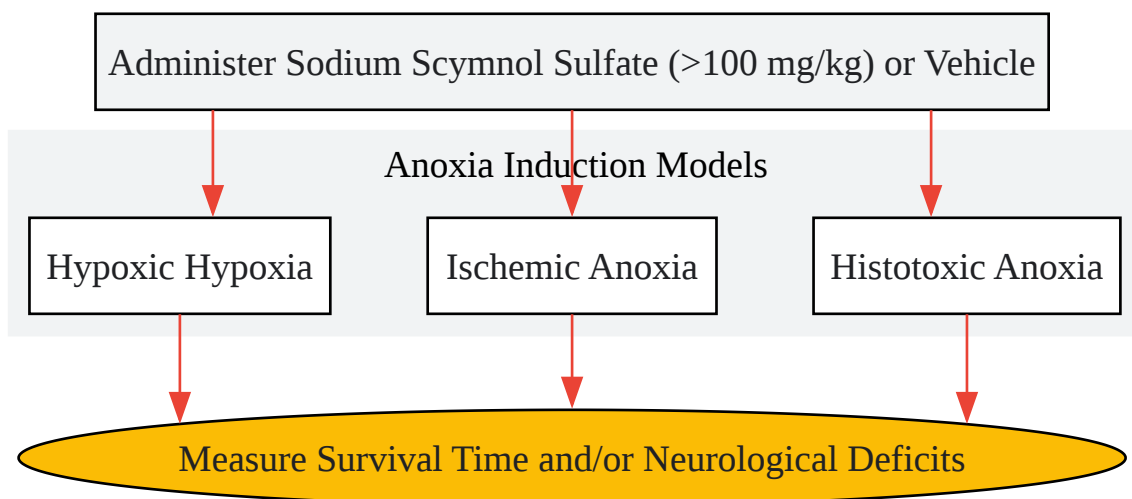 Administer Sodium Scymnol Sulfate (>100 mg/kg) or Vehicle
Anoxia Induction Models
Hypoxic Hypoxia
Ischemic Anoxia
Histotoxic Anoxia
Measure Survival Time and/or Neurological Deficits